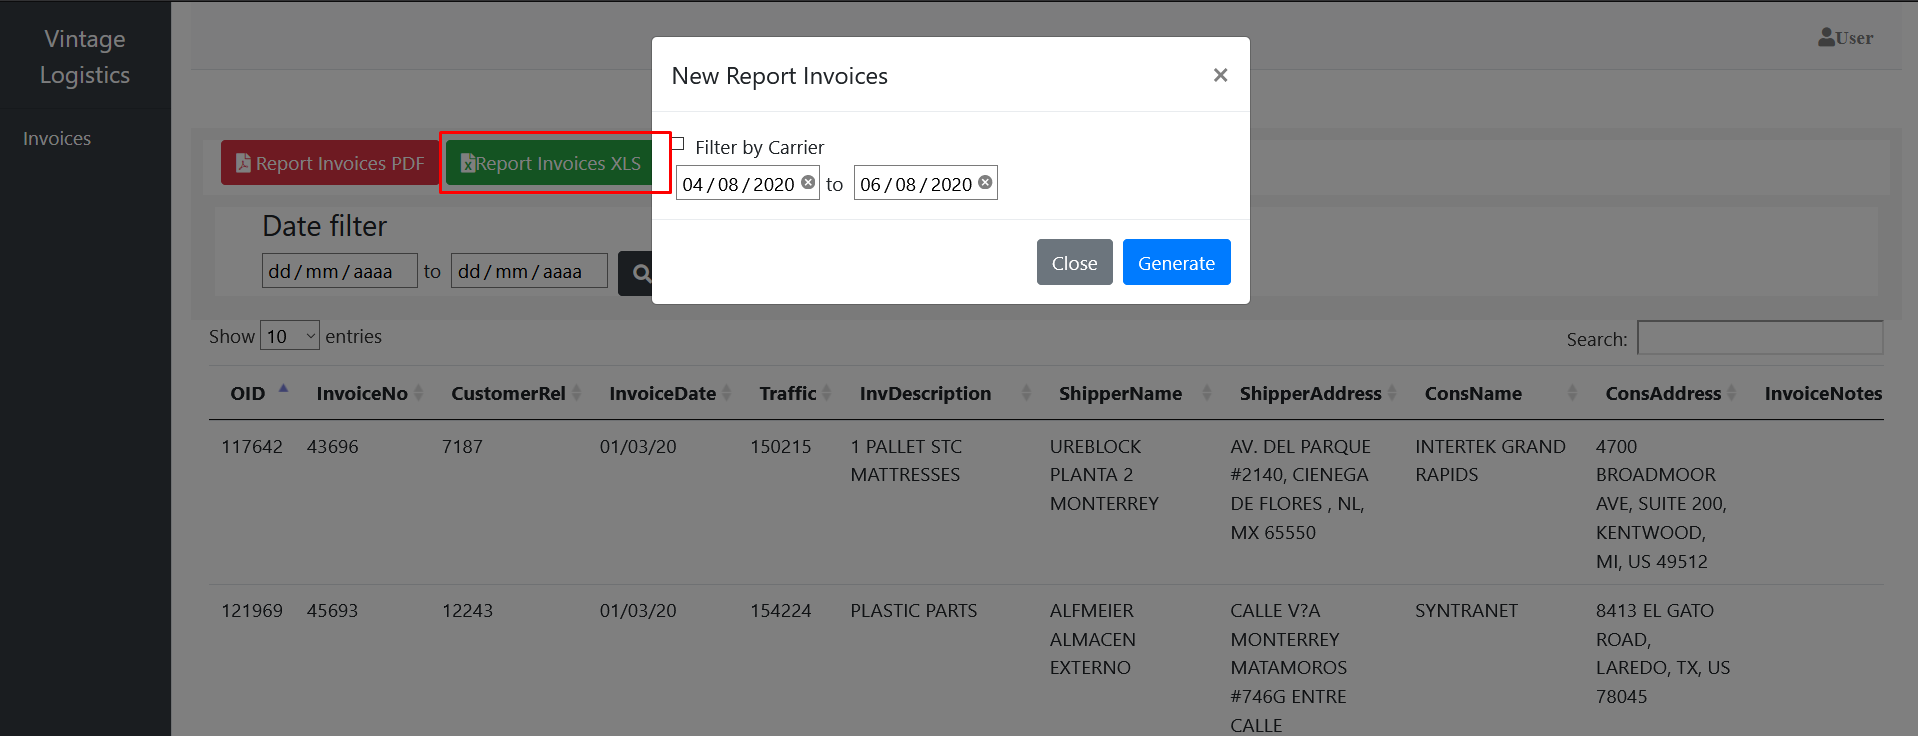 Vintage
Logistics
User
Invoices
New Report Invoices
×
Report Invoices PDF
Report Invoices XLS
Filter by Carrier
04/08/2020 to 06/08/2020
Close Generate
Date filter
dd/mm/aaaa to dd/mm/aaaa
Show 10 entries
Search:
OID InvoiceNo CustomerRel InvoiceDate Traffic InvDescription ShipperName ShipperAddress ConsName ConsAddress InvoiceNotes
117642 43696 7187 01/03/20 150215 1 PALLET STC UREBLOCK AV. DEL PARQUE INTERTEK GRAND 4700
MATTRESSES PLANTA 2 #2140, CIENEGA RAPIDS BROADMOOR
MONTERREY DE FLORES , NL, AVE, SUITE 200,
MX 65550 KENTWOOD,
MI, US 49512
121969 45693 12243 01/03/20 154224 PLASTIC PARTS ALFMEIER CALLE V?A SYNTRANET 8413 EL GATO
ALMACEN MONTERREY ROAD,
EXTERNO MATAMOROS LAREDO, TX, US
#746G ENTRE 78045
CALLE